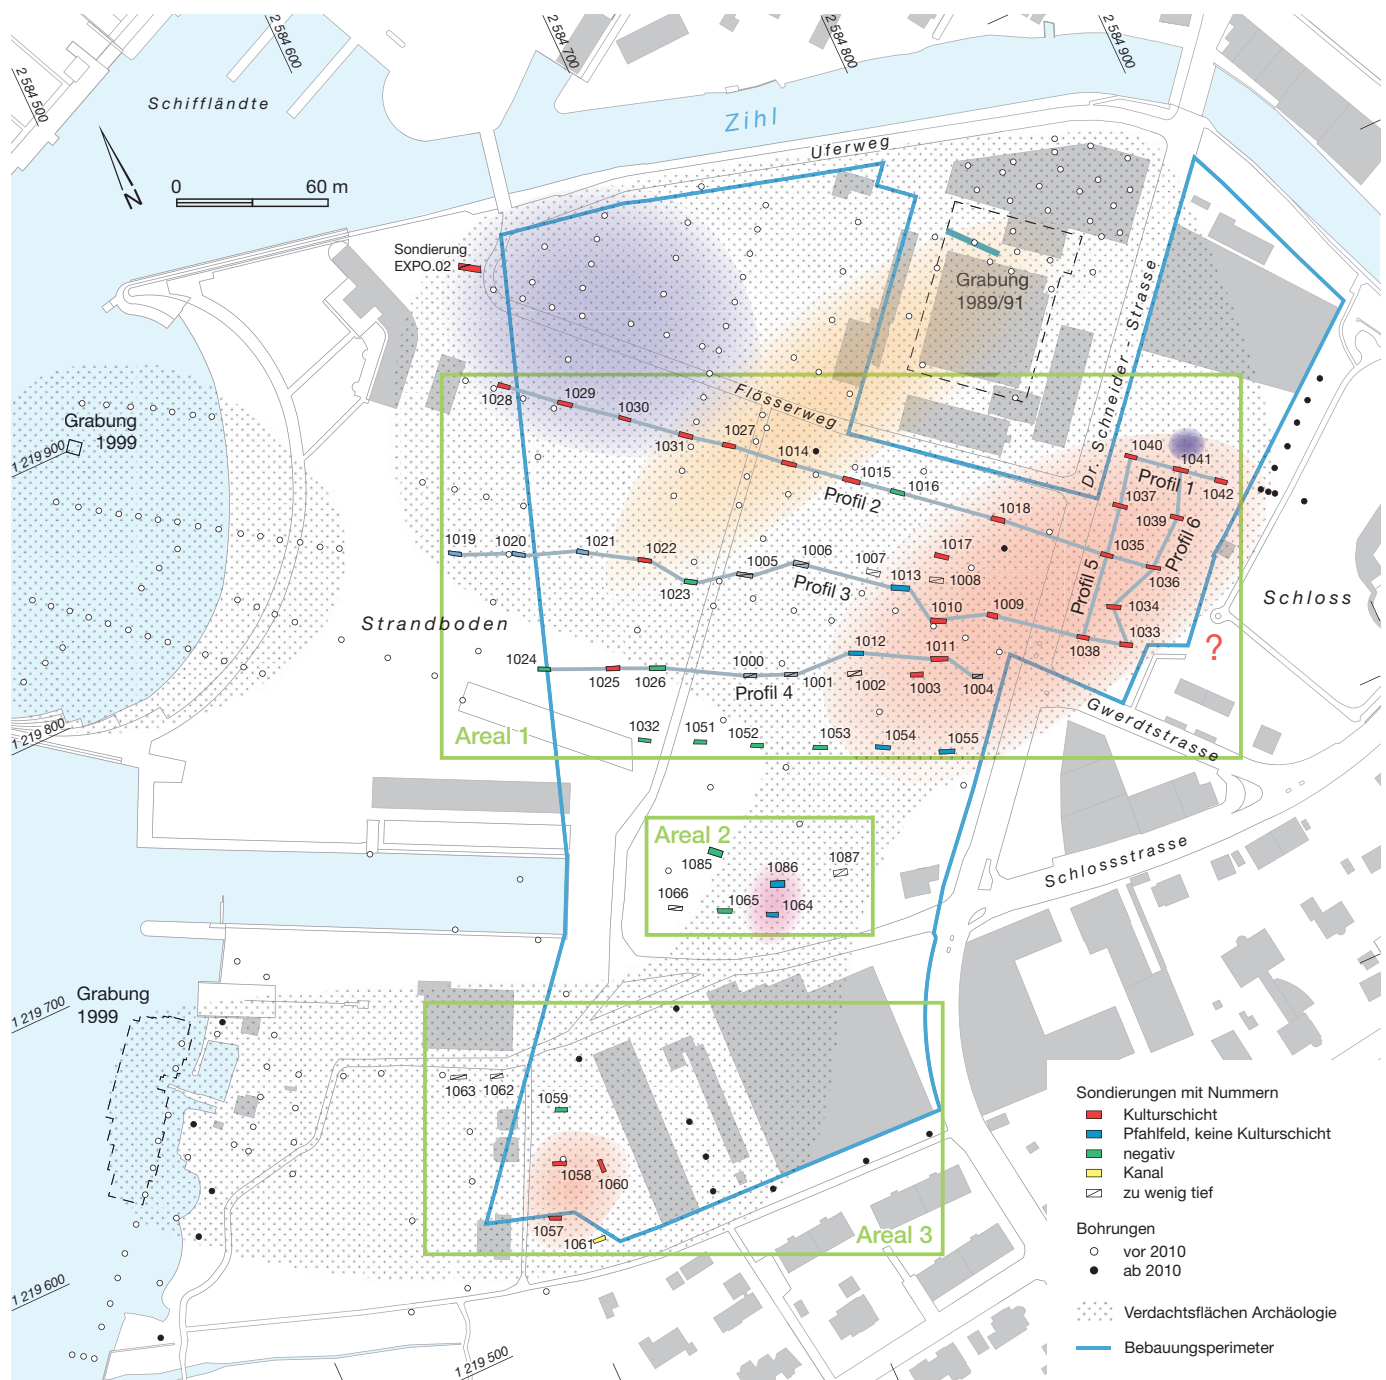 2 584 500
2 584 600
2 584 700
2 584 800
2 584 900
Schifflándte
Zihl
Uferweg
N
0 60 m
Sondierung
EXPO.02
Grabung
1989/91
Dr. Schneider - Strasse
Flösserweg
Grabung
1999
1 219 900
1028
1029
1030
1031
1027
1014
1015
1016
1018
Profil 2
1040
1041
1042
Profil 1
1037
1039
Profil 6
1035
1036
Profil 5
1034
1033
1038
1019
1020
1021
1022
1023
1005
1006
Profil 3
1007
1013
1017
1008
1010
1009
Schloss
Strandboden
?
1024
1025
1026
1000
Profil 4
1001
1012
1002
1011
1003
1004
1 219 800
Areal 1
1032
1051
1052
1053
1054
1055
Gwerdtstrasse
Schlossstrasse
Areal 2
1085
1086
1087
1066
1065
1064
Grabung
1999
1 219 700
1063
1062
1059
1058
1060
1057
1061
Areal 3
1 219 600
1 219 500
Sondierungen mit Nummern
Kulturschicht
Pfahlfeld, keine Kulturschicht
negativ
Kanal
zu wenig tief
Bohrungen
vor 2010
ab 2010
Verdachtsflächen Archäologie
Bebauungsperimeter